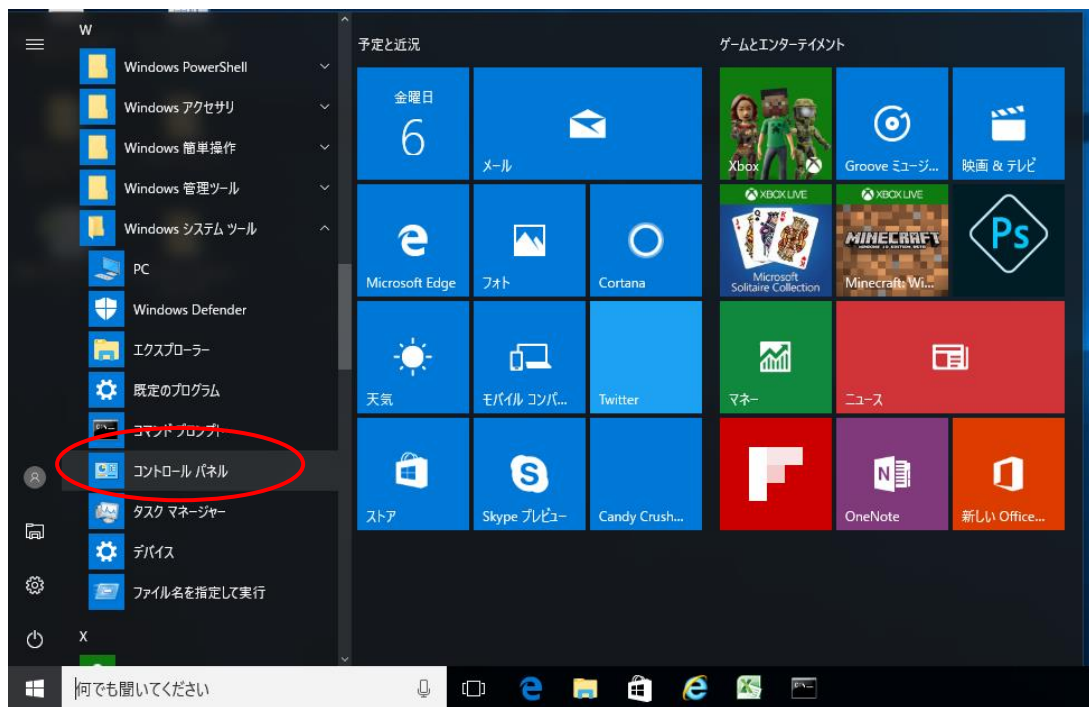 W
Windows PowerShell
Windows アクセサリ
Windows 簡単操作
Windows 管理ツール
Windows システム ツール
PC
Windows Defender
エクスプローラー
既定のプログラム
コマンド プロンプト
コントロール パネル
タスク マネージャー
デバイス
ファイル名を指定して実行
X
予定と近況
金曜日
6
メール
Microsoft Edge
フォト
Cortana
天気
モバイル コンパ...
Twitter
ストア
Skype プレビュー
Candy Crush...
ゲームとエンターテイメント
Xbox
Groove ミュージ...
映画 & テレビ
XBOX LIVE
Microsoft
Solitaire Collection
XBOX LIVE
MINECRAFT
WINDOWS 10 EDITION BETA
Minecraft: Wi...
Ps
マネー
ニュース
N
OneNote
新しい Office...
何でも聞いてください